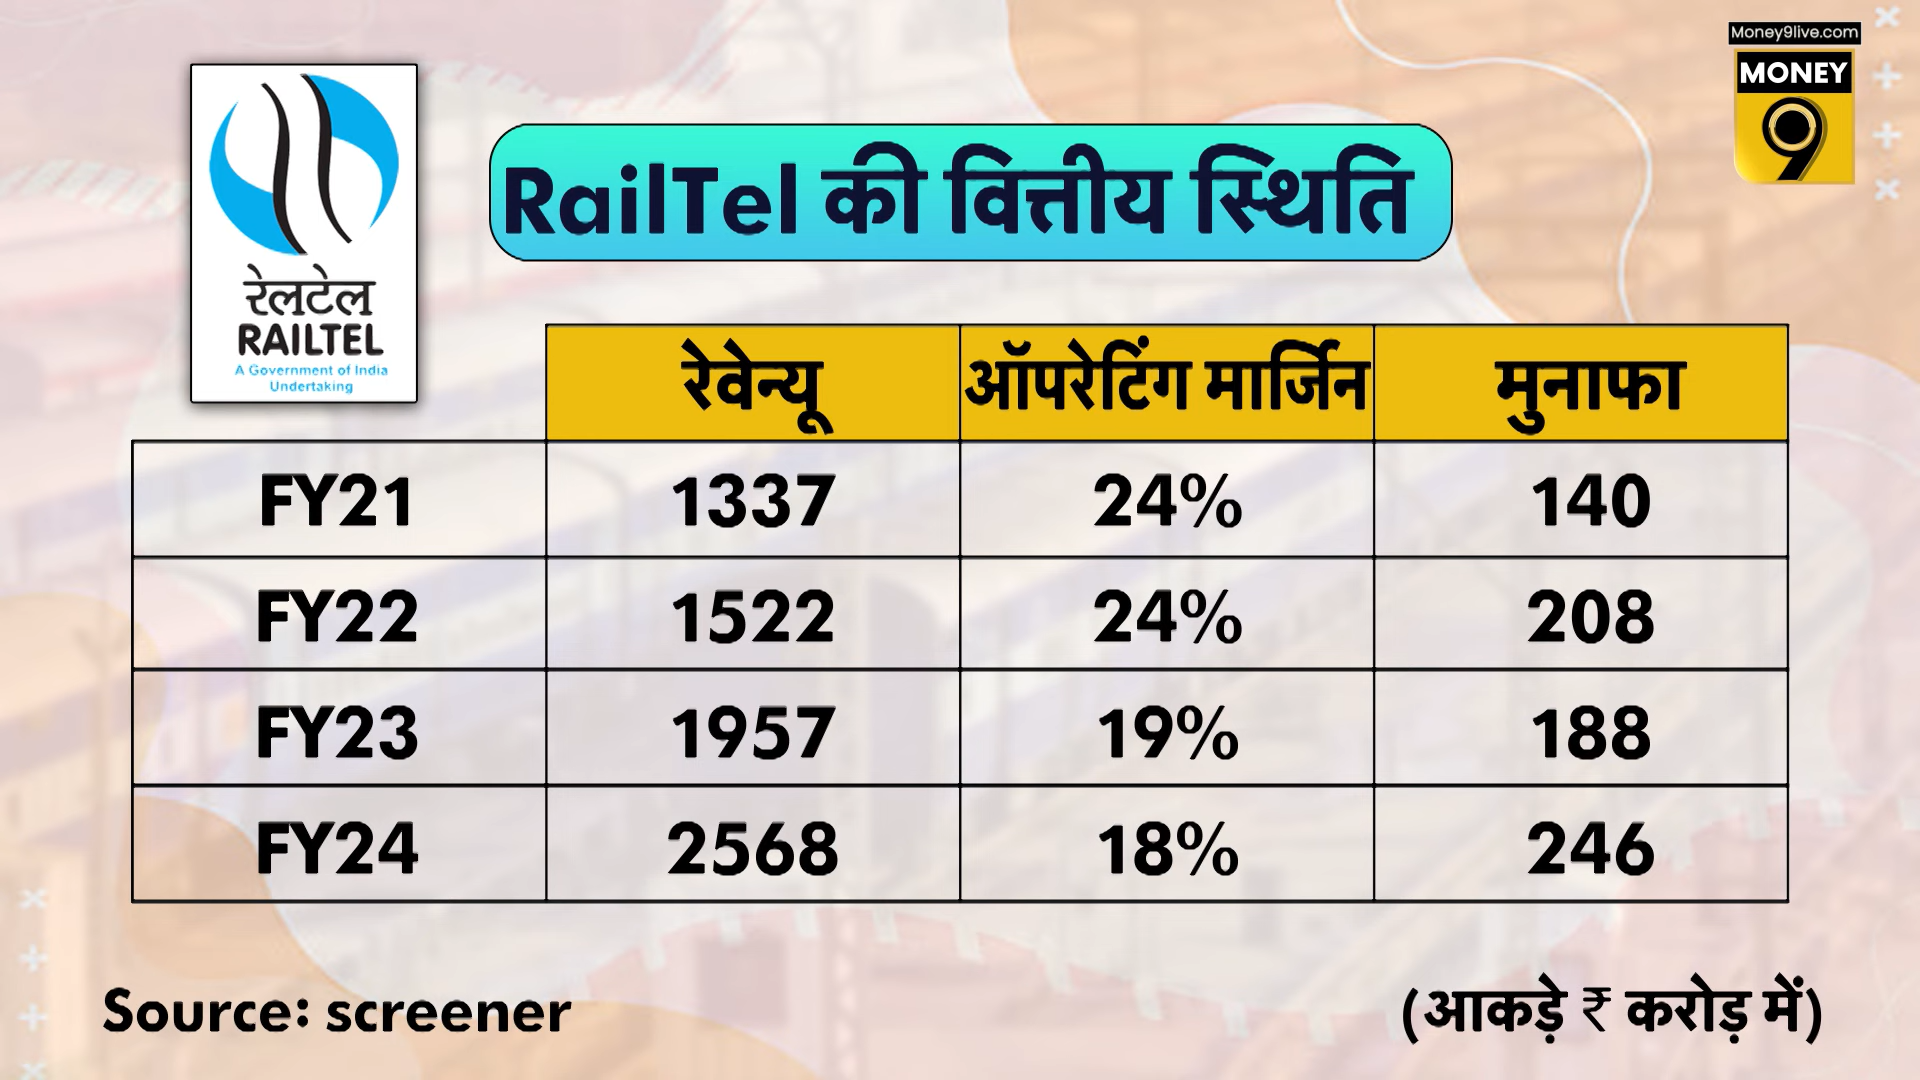 Money9live.com
MONEY
9
रेलटेल
RAILTEL
A Government of India
Undertaking
RailTel की वित्तीय स्थिति
रेवेन्यू ऑपरेटिंग मार्जिन मुनाफा
FY21 1337 24% 140
FY22 1522 24% 208
FY23 1957 19% 188
FY24 2568 18% 246
Source: screener
(आकड़े ₹ करोड़ में)